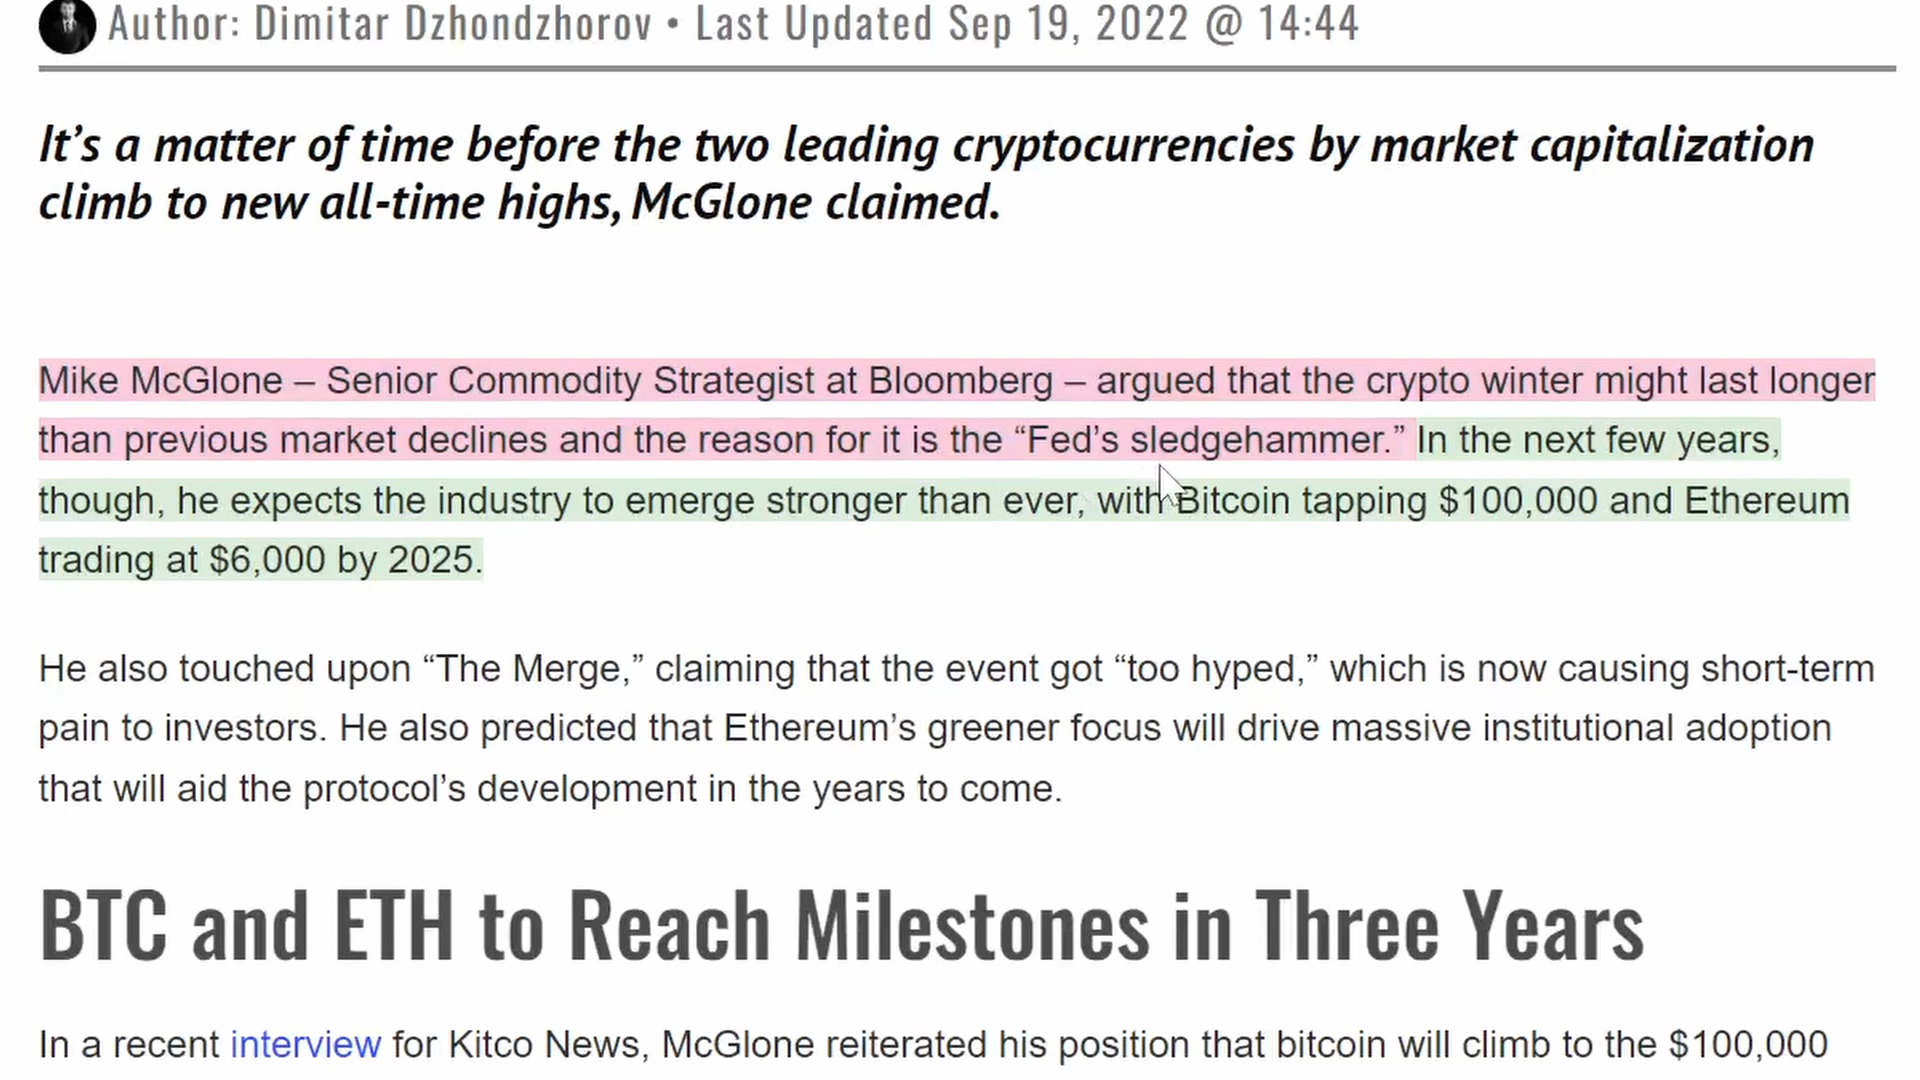 Author: Dimitar Dzhondzhorov • Last Updated Sep 19, 2022 @ 14:44
It’s a matter of time before the two leading cryptocurrencies by market capitalization
climb to new all-time highs, McGlone claimed.
Mike McGlone – Senior Commodity Strategist at Bloomberg – argued that the crypto winter might last longer
than previous market declines and the reason for it is the “Fed’s sledgehammer.” In the next few years,
though, he expects the industry to emerge stronger than ever, with Bitcoin tapping $100,000 and Ethereum
trading at $6,000 by 2025.
He also touched upon “The Merge,” claiming that the event got “too hyped,” which is now causing short-term
pain to investors. He also predicted that Ethereum’s greener focus will drive massive institutional adoption
that will aid the protocol’s development in the years to come.
BTC and ETH to Reach Milestones in Three Years
In a recent interview for Kitco News, McGlone reiterated his position that bitcoin will climb to the $100,000